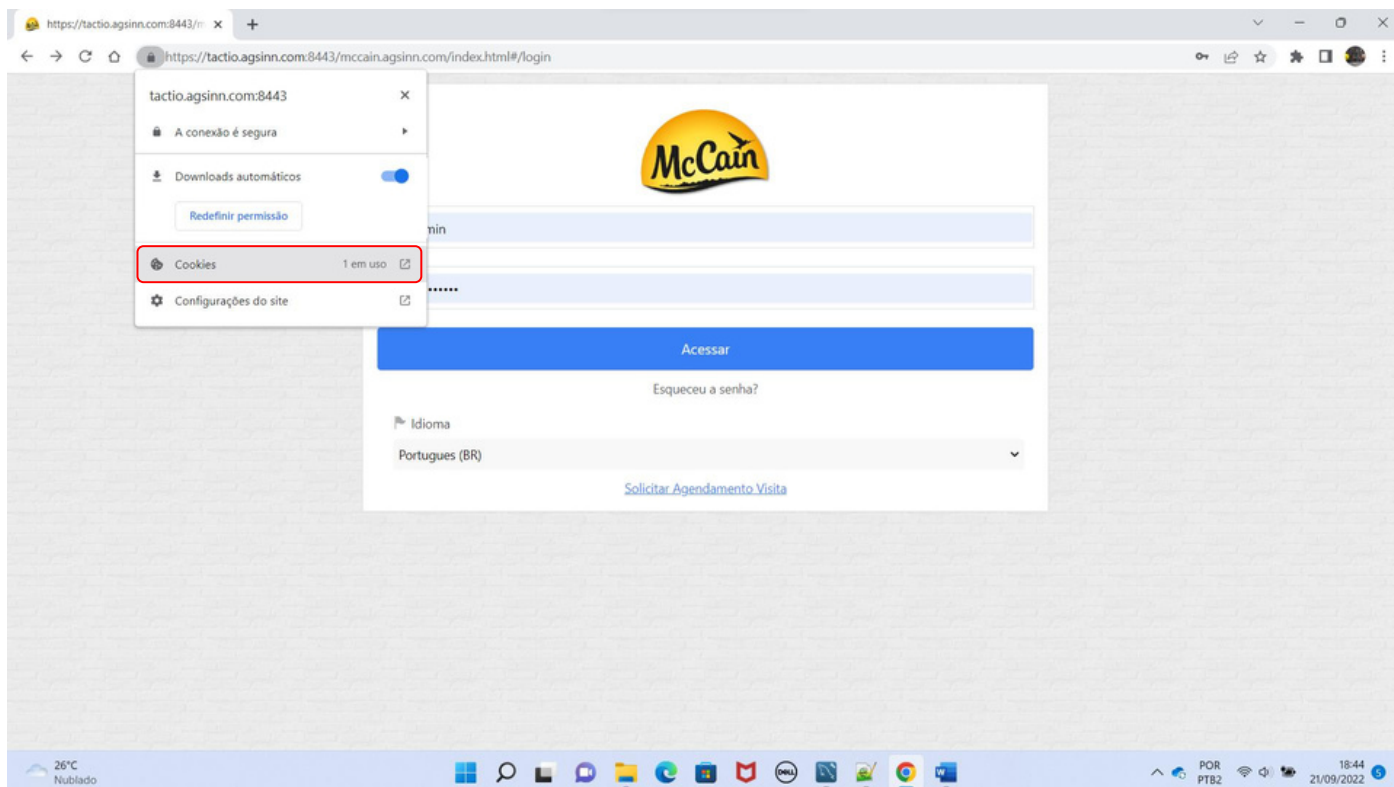 https://tactio.agsinn.com:8443/m
https://tactio.agsinn.com:8443/mccain.agsinn.com/index.html#/login
tactio.agsinn.com:8443
A conexão é segura
Downloads automáticos
Redefinir permissão
Cookies 1 em uso
Configurações do site
McCain
min
•••••••
Acessar
Esqueceu a senha?
Idioma
Portugues (BR)
Solicitar Agendamento Visita
26°C
Nublado
DELL
POR
PTB2
18:44
21/09/2022
5